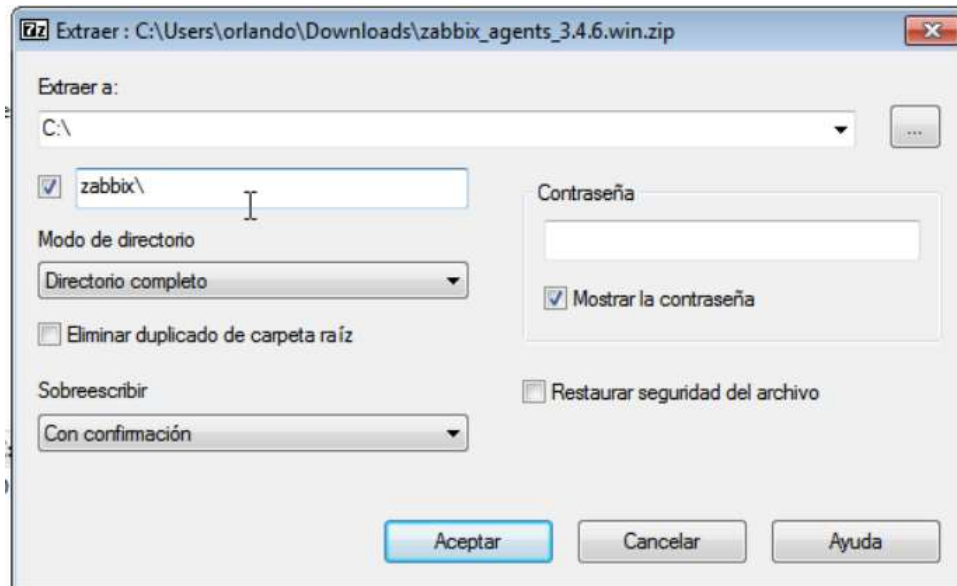 7z Extraer : C:\Users\orlando\Downloads\zabbix_agents_3.4.6.win.zip
Extraer a:
C:\
...
zabbix\
Contraseña
Modo de directorio
Directorio completo
Mostrar la contraseña
Eliminar duplicado de carpeta raíz
Sobreescribir
Restaurar seguridad del archivo
Con confirmación
Aceptar Cancelar Ayuda